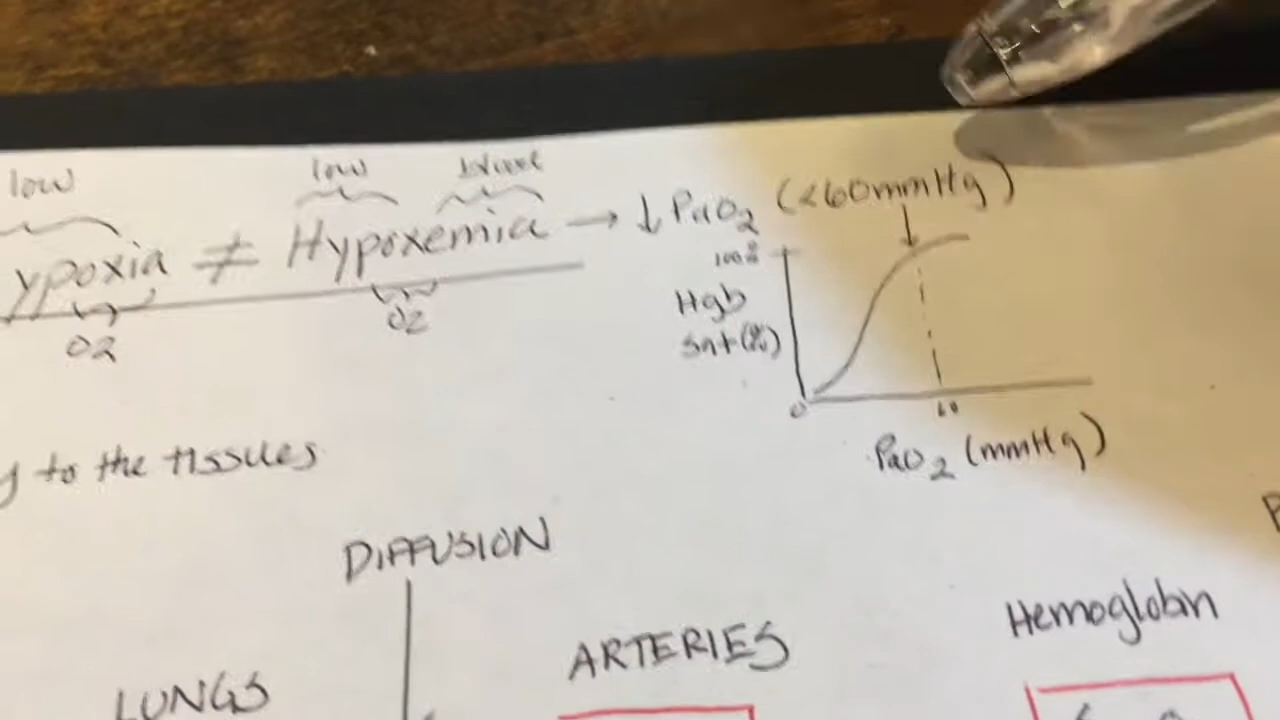 low
low blood
ypoxia ≠ Hypoxemia → ↓ PaO2 (<60mmHg)
O2
O2
100%
Hgb
Sat(%)
0
60
PaO2 (mmHg)
y to the tissues
DIFFUSION
Hemoglobin
ARTERIES
LUNGS